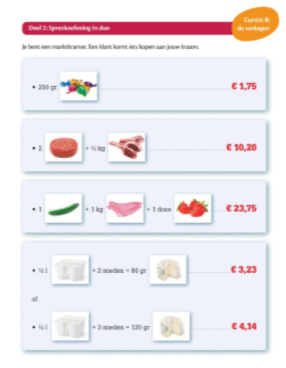 Cursist B:
de verkoper
Deel 2: Spreekoefening in duo
Je bent een marktkramer. Een klant komt iets kopen aan jouw kraam.
• 250 gr € 1,75
• 2 + ½ kg € 10,20
• 1 + 1 kg + 1 doos € 23,75
• ½ l + 2 sneden = 80 gr € 3,23
of
• ½ l + 3 sneden = 120 gr € 4,14